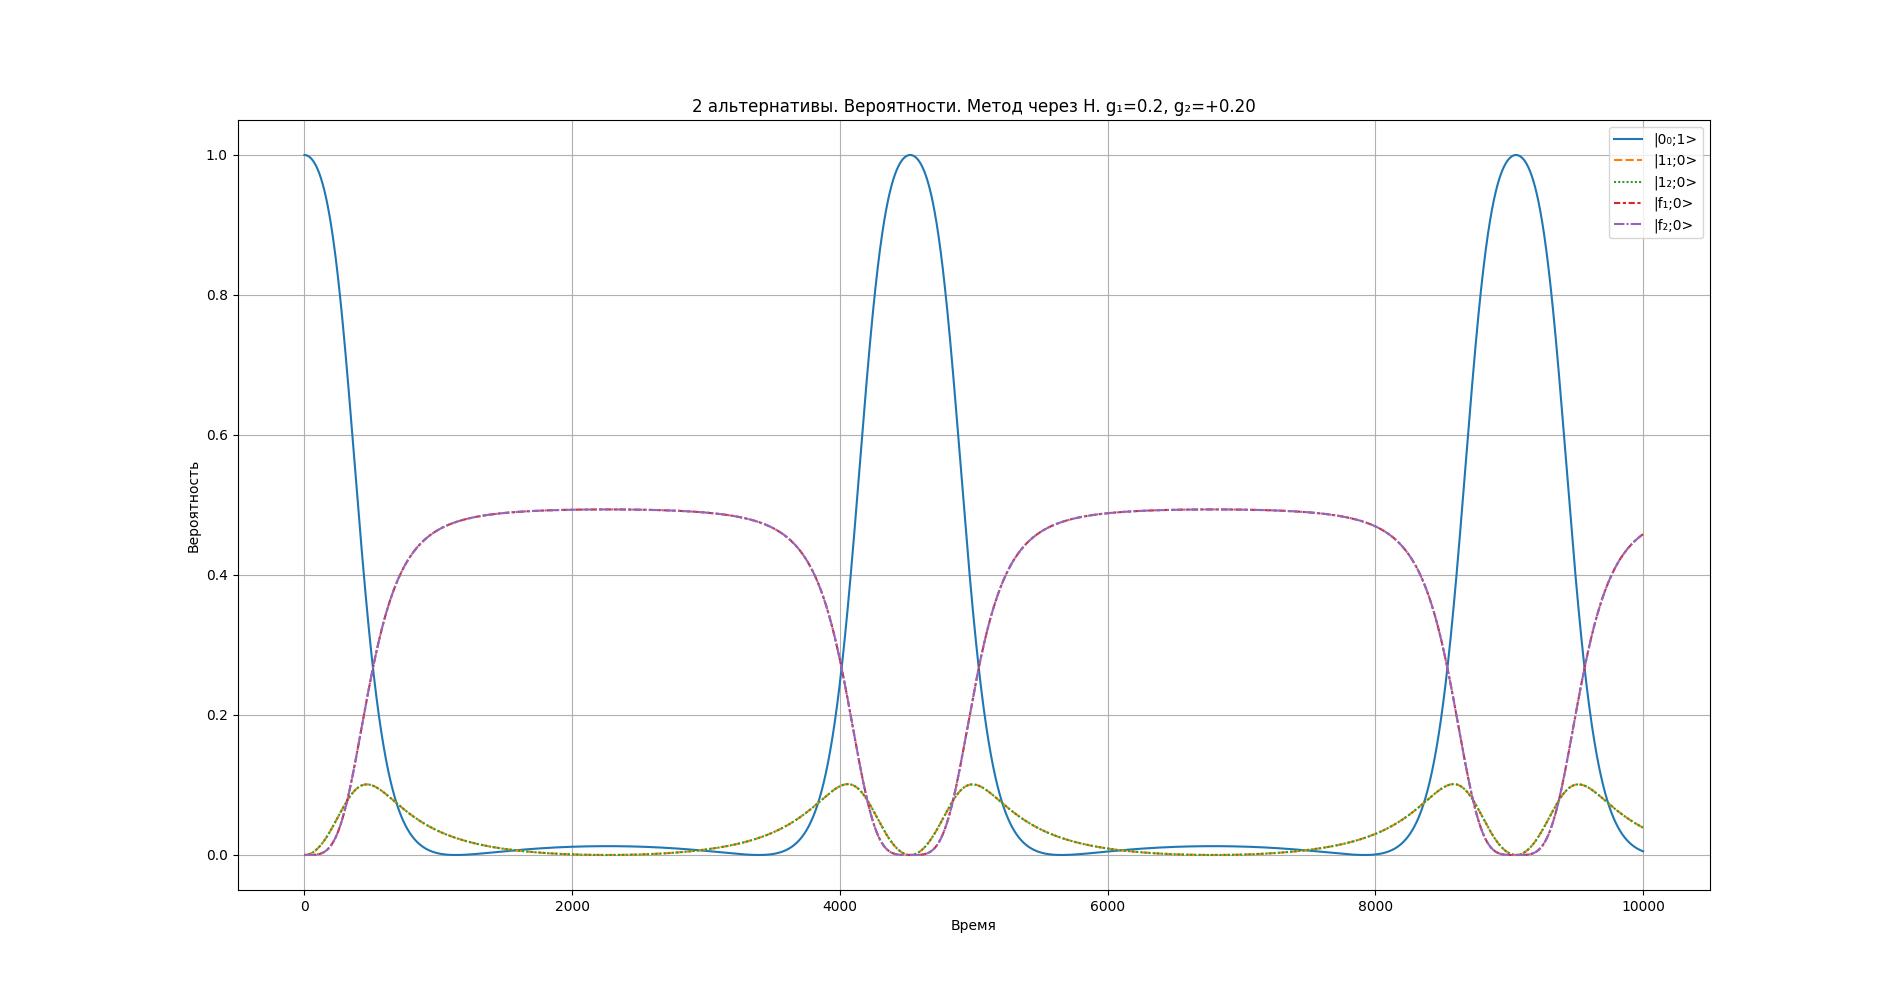 2 альтернативы. Вероятности. Метод через H. g₁=0.2, g₂=+0.20
|0₀;1>
|1₁;0>
|1₂;0>
|f₁;0>
|f₂;0>
Вероятность
1.0
0.8
0.6
0.4
0.2
0.0
0 2000 4000 6000 8000 10000
Время